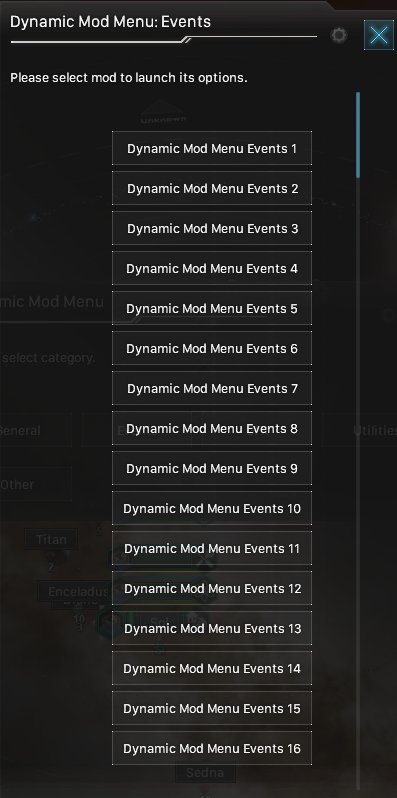 Dynamic Mod Menu: Events
Please select mod to launch its options.
Unknown
Dynamic Mod Menu Events 1
Dynamic Mod Menu Events 2
Dynamic Mod Menu Events 3
Dynamic Mod Menu Events 4
mic Mod Menu
Dynamic Mod Menu Events 5
Dynamic Mod Menu Events 6
select category.
Dynamic Mod Menu Events 7
Dynamic Mod Menu Events 8
General
Utilities
Dynamic Mod Menu Events 9
Other
Dynamic Mod Menu Events 10
Titan
Dynamic Mod Menu Events 11
Enceladus
Dynamic Mod Menu Events 12
Dynamic Mod Menu Events 13
Dynamic Mod Menu Events 14
Dynamic Mod Menu Events 15
Dynamic Mod Menu Events 16
Sedna